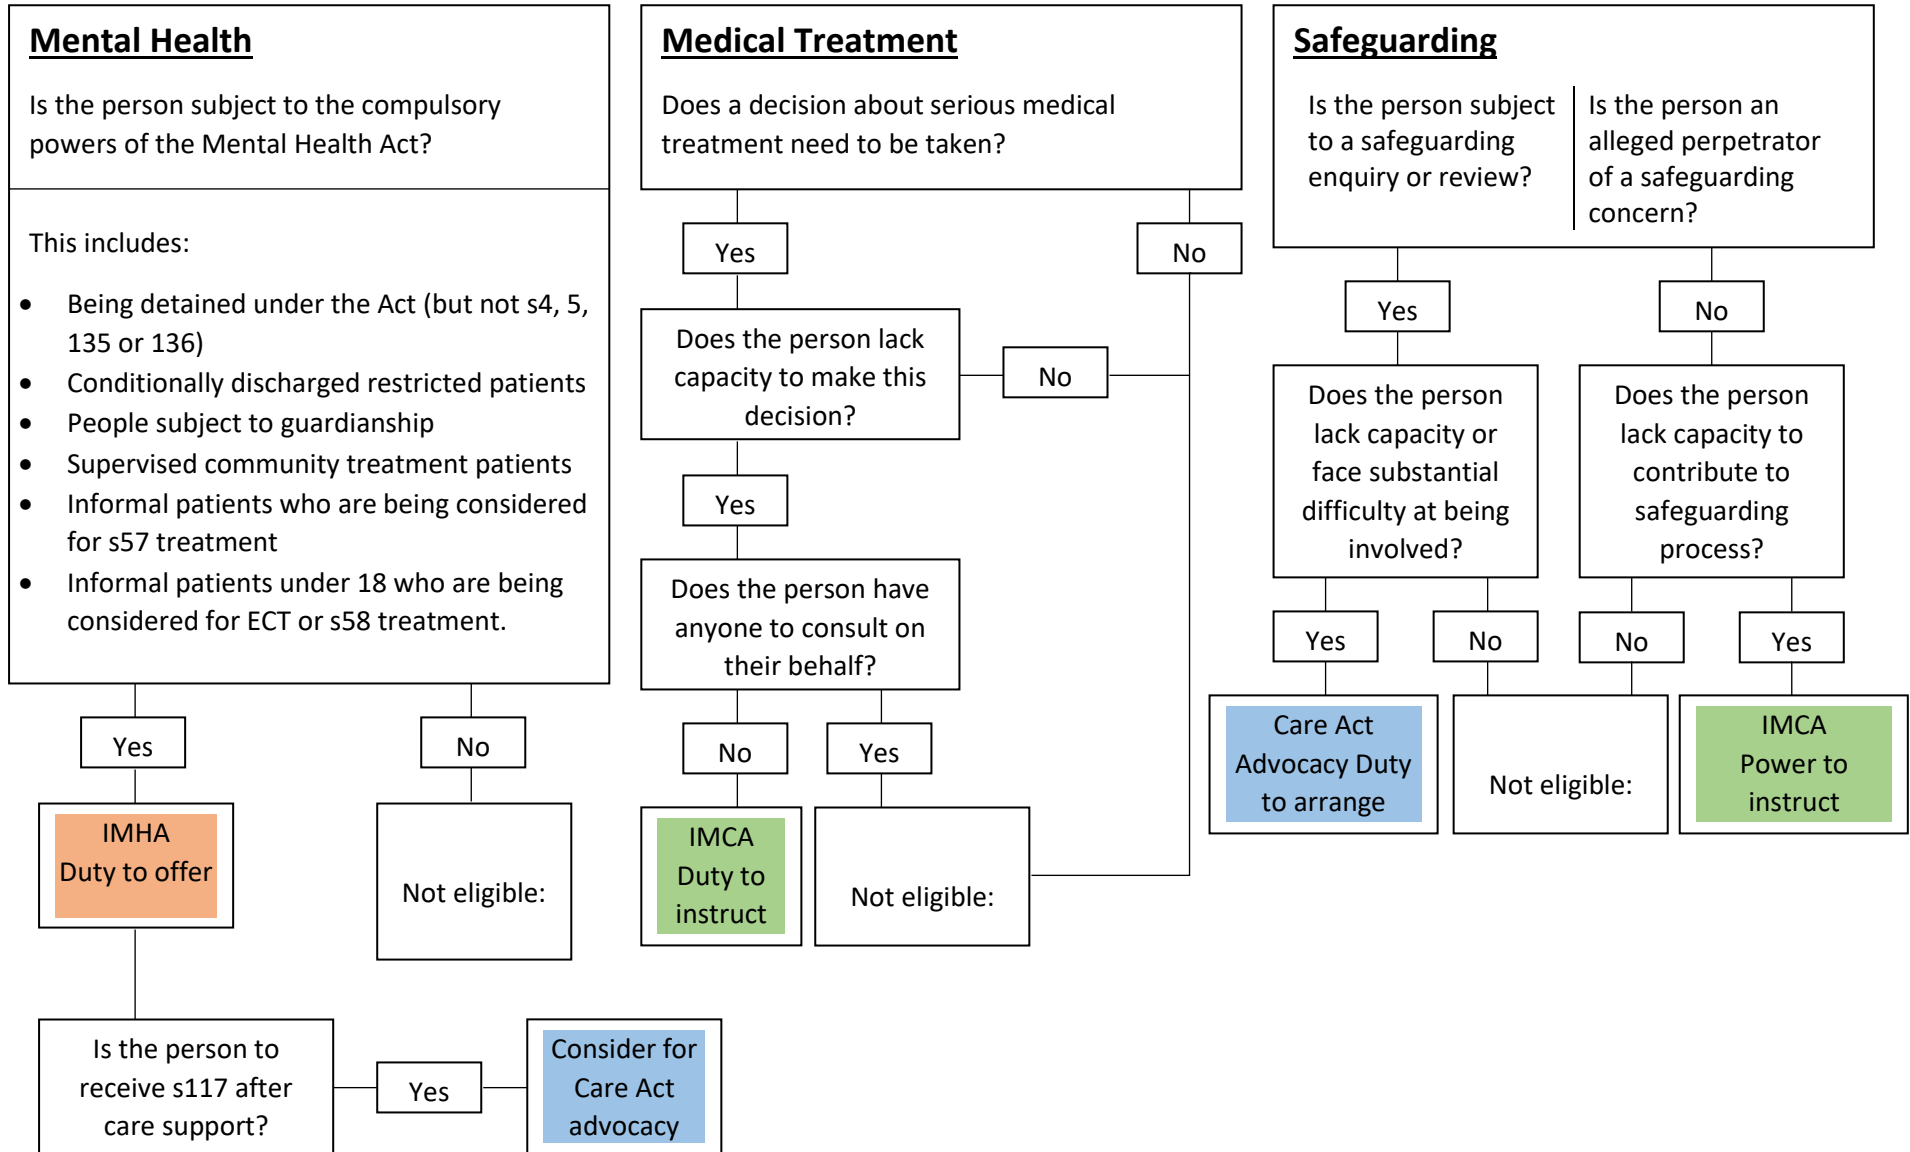 Mental Health
Is the person subject to the compulsory
powers of the Mental Health Act?
This includes:
• Being detained under the Act (but not s4, 5,
135 or 136)
• Conditionally discharged restricted patients
• People subject to guardianship
• Supervised community treatment patients
• Informal patients who are being considered
for s57 treatment
• Informal patients under 18 who are being
considered for ECT or s58 treatment.
Yes
No
IMHA
Duty to offer
Not eligible:
Is the person to
receive s117 after
care support?
Yes
Consider for
Care Act
advocacy
Medical Treatment
Does a decision about serious medical
treatment need to be taken?
Yes
No
Does the person lack
capacity to make this
decision?
No
Yes
Does the person have
anyone to consult on
their behalf?
No
Yes
IMCA
Duty to
instruct
Not eligible:
Safeguarding
Is the person subject
to a safeguarding
enquiry or review?
Is the person an
alleged perpetrator
of a safeguarding
concern?
Yes
No
Does the person
lack capacity or
face substantial
difficulty at being
involved?
Does the person
lack capacity to
contribute to
safeguarding
process?
Yes
No
No
Yes
Care Act
Advocacy Duty
to arrange
Not eligible:
IMCA
Power to
instruct